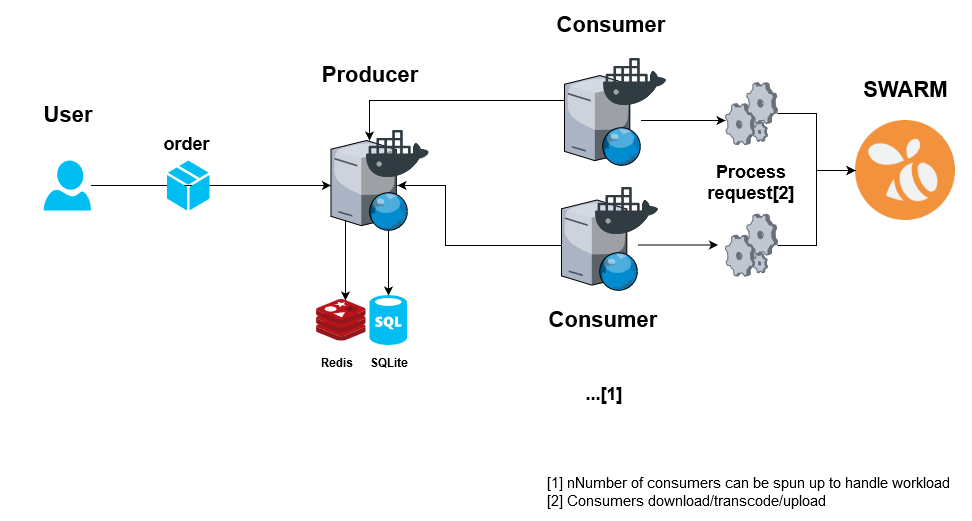 Consumer
Producer
SWARM
User
order
Process
request[2]
SQL
Consumer
Redis
SQLite
...[1]
[1] nNumber of consumers can be spun up to handle workload
[2] Consumers download/transcode/upload